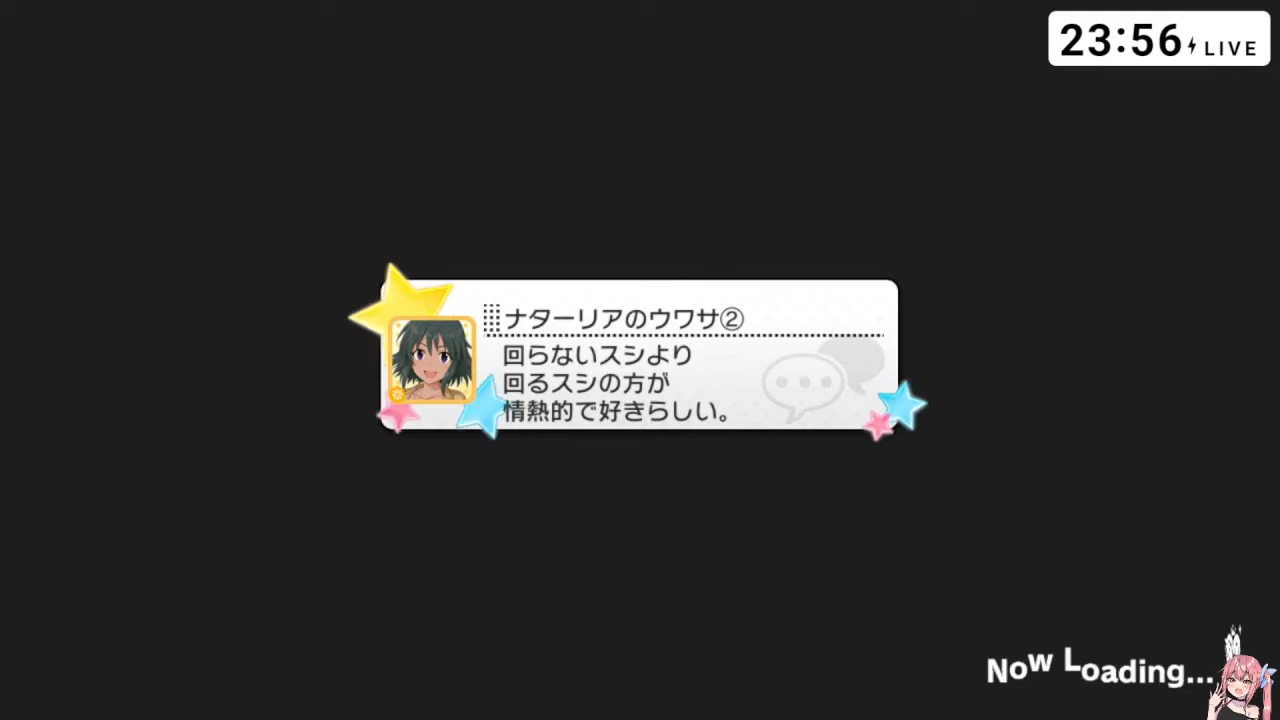 23:56 LIVE
ナターリアのウワサ②
回らないスシより
回るスシの方が
情熱的で好きらしい。
Now Loading...